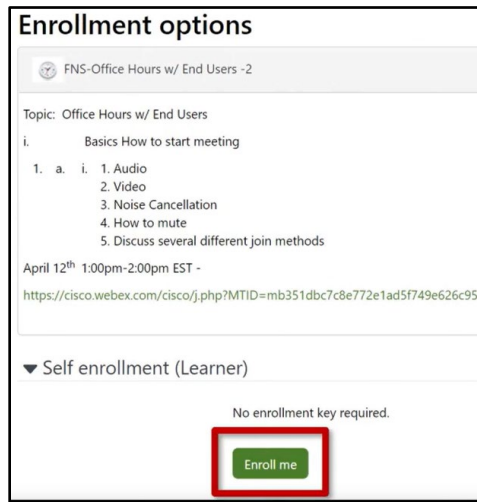 Enrollment options
FNS-Office Hours w/ End Users -2
Topic: Office Hours w/ End Users
i. Basics How to start meeting
1. a. i. 1. Audio
2. Video
3. Noise Cancellation
4. How to mute
5. Discuss several different join methods
April 12th 1:00pm-2:00pm EST -
https://cisco.webex.com/cisco/j.php?MTID=mb351dbc7c8e772e1ad5f749e626c95
Self enrollment (Learner)
No enrollment key required.
Enroll me